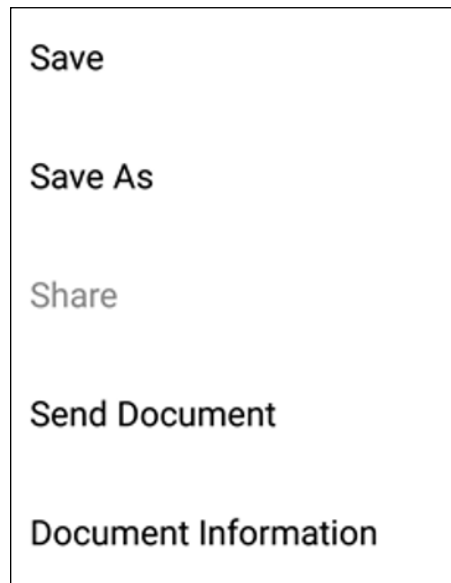 Save
Save As
Share
Send Document
Document Information